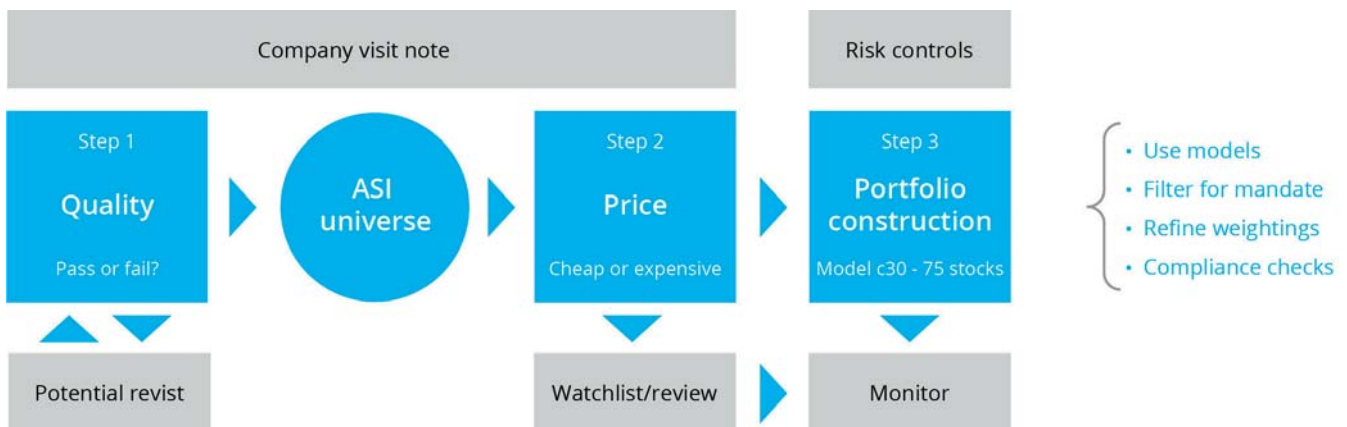 Company visit note
Risk controls
Step 1
Quality
Pass or fail?
ASI
universe
Step 2
Price
Cheap or expensive
Step 3
Portfolio
construction
Model c30 - 75 stocks
• Use models
• Filter for mandate
• Refine weightings
• Compliance checks
Potential revist
Watchlist/review
Monitor